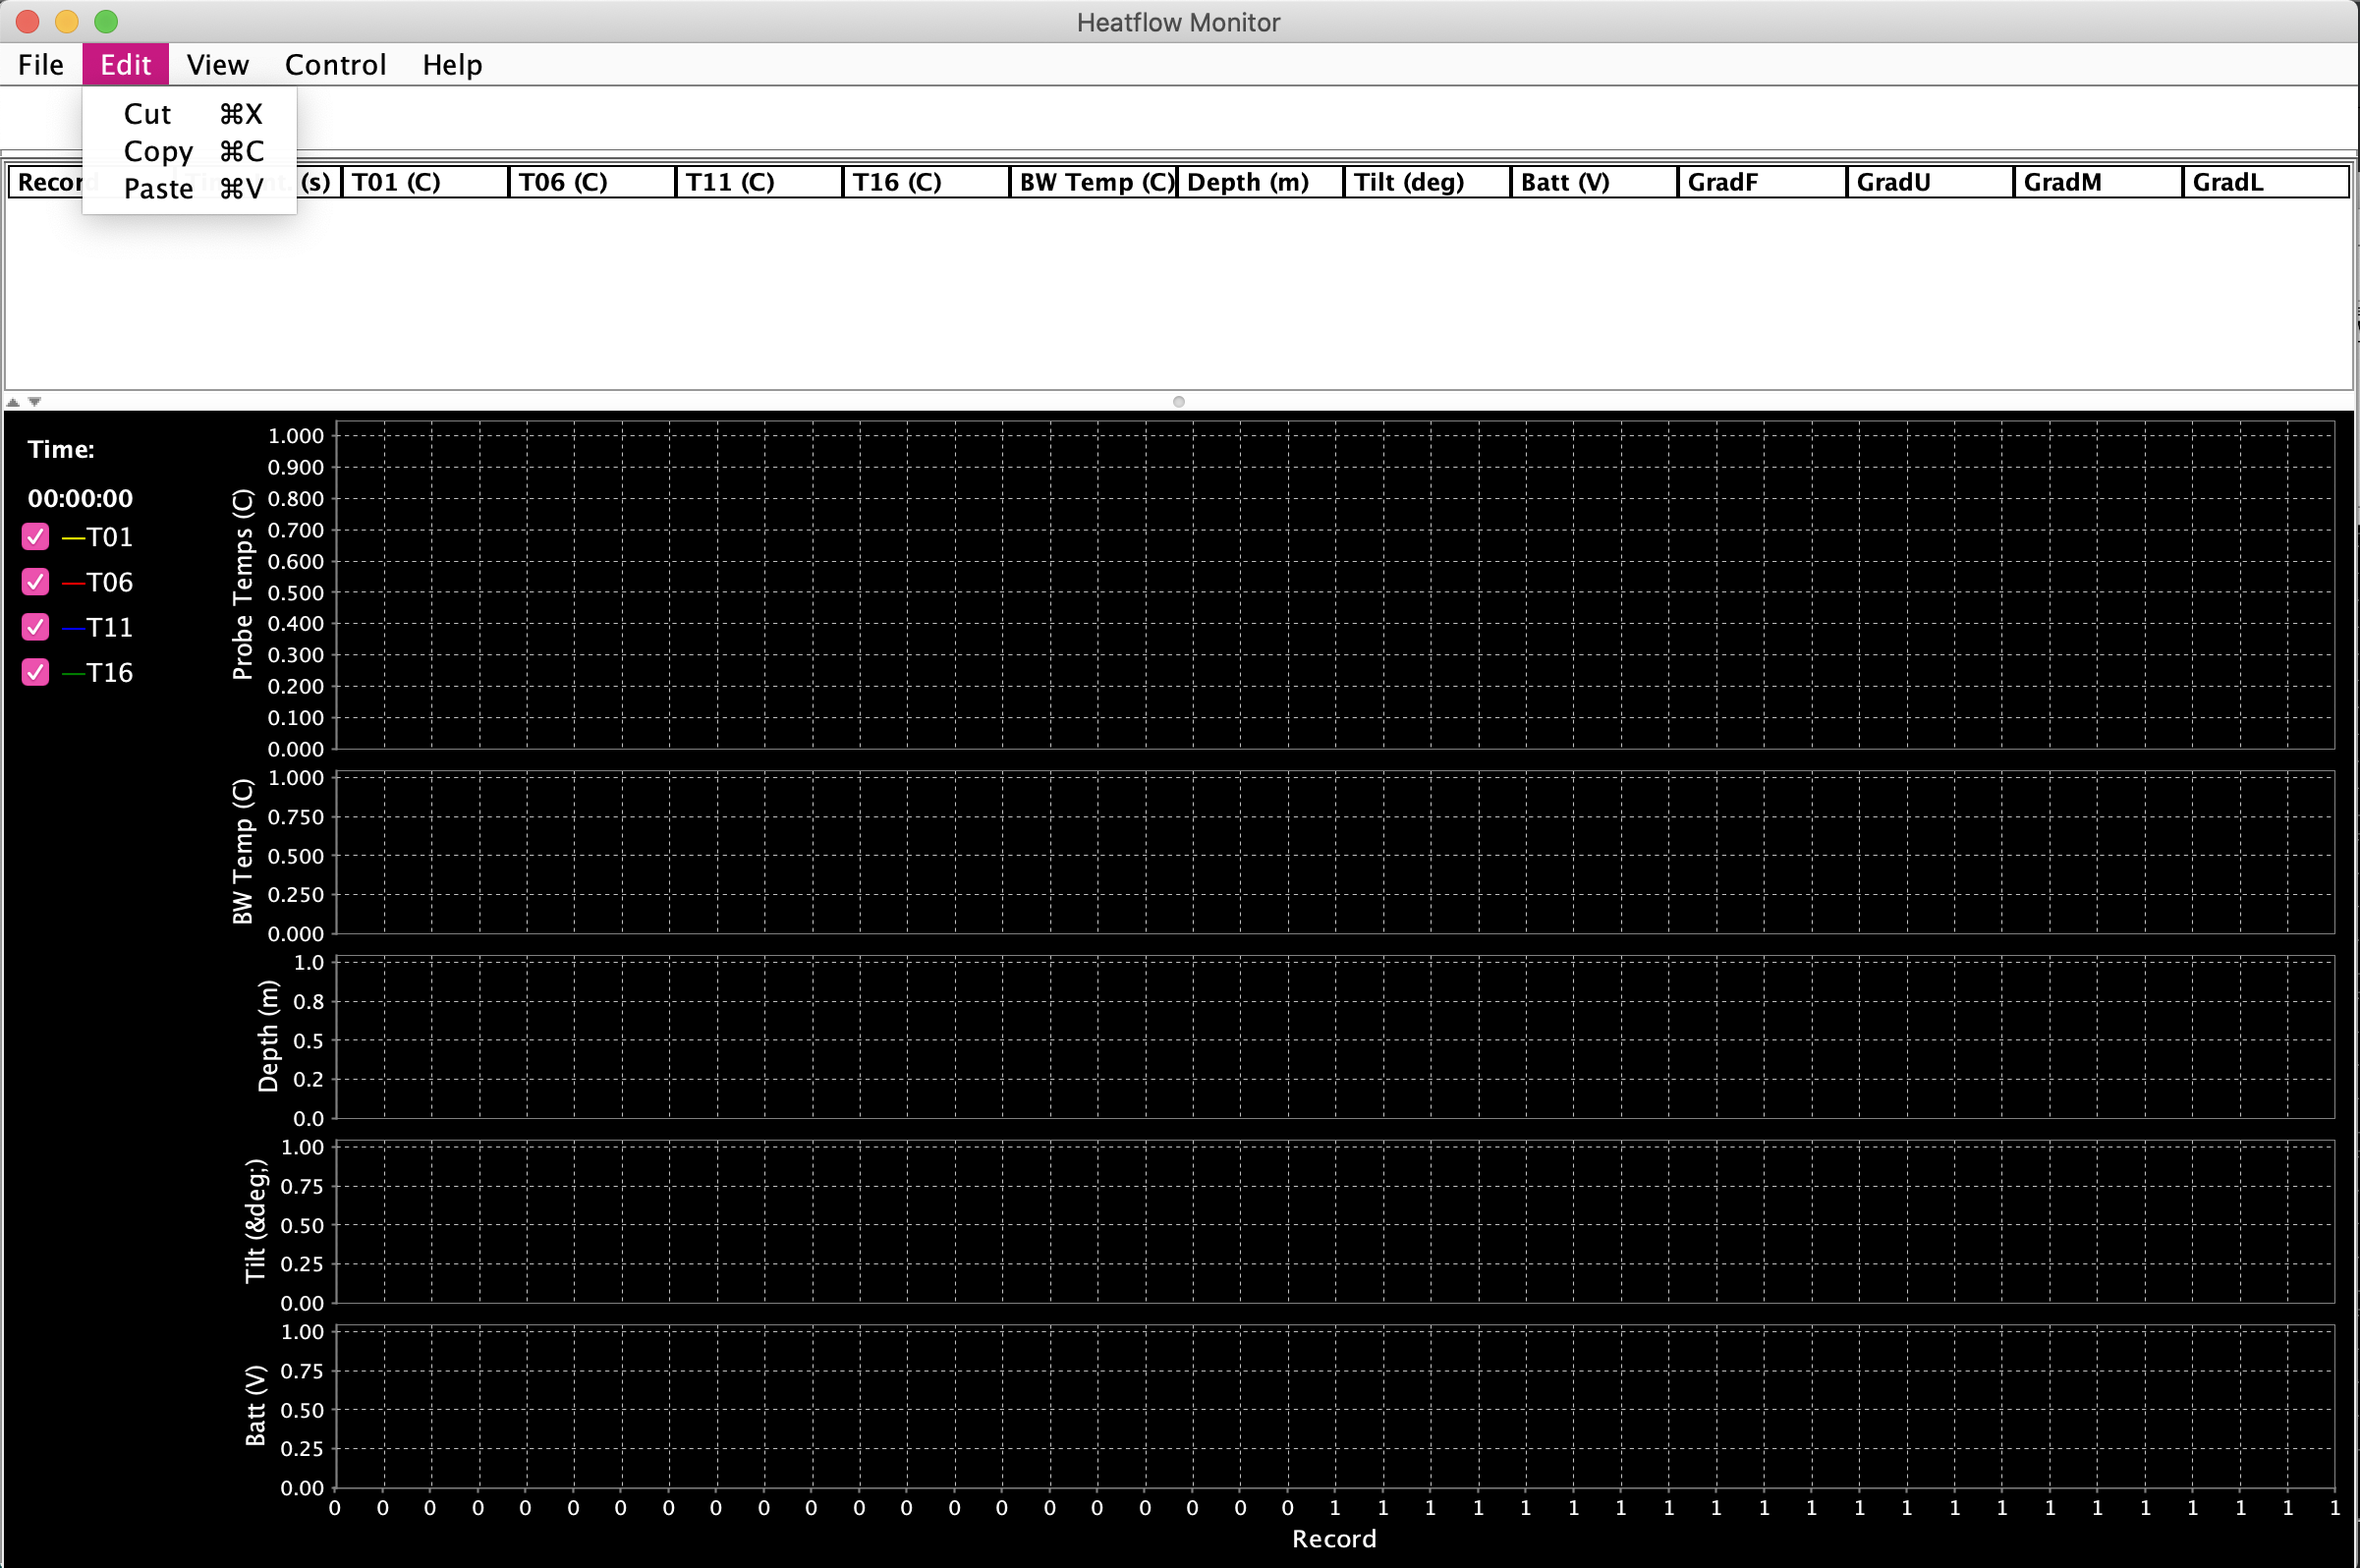 Heatflow Monitor
File Edit View Control Help
Cut ⌘X
Copy ⌘C
Paste ⌘V
Record (s) T01 (C) T06 (C) T11 (C) T16 (C) BW Temp (C) Depth (m) Tilt (deg) Batt (V) GradF GradU GradM GradL
Time:
00:00:00
T01
T06
T11
T16
Probe Temps (C)
1.000
0.900
0.800
0.700
0.600
0.500
0.400
0.300
0.200
0.100
0.000
BW Temp (C)
1.000
0.750
0.500
0.250
0.000
Depth (m)
1.0
0.8
0.5
0.2
0.0
Tilt (&deg;)
1.00
0.75
0.50
0.25
0.00
Batt (V)
1.00
0.75
0.50
0.25
0.00
0 0 0 0 0 0 0 0 0 0 0 0 0 0 0 0 0 0 0 0 0 1 1 1 1 1 1 1 1 1 1 1 1 1 1 1 1 1 1 1 1 1 1
Record